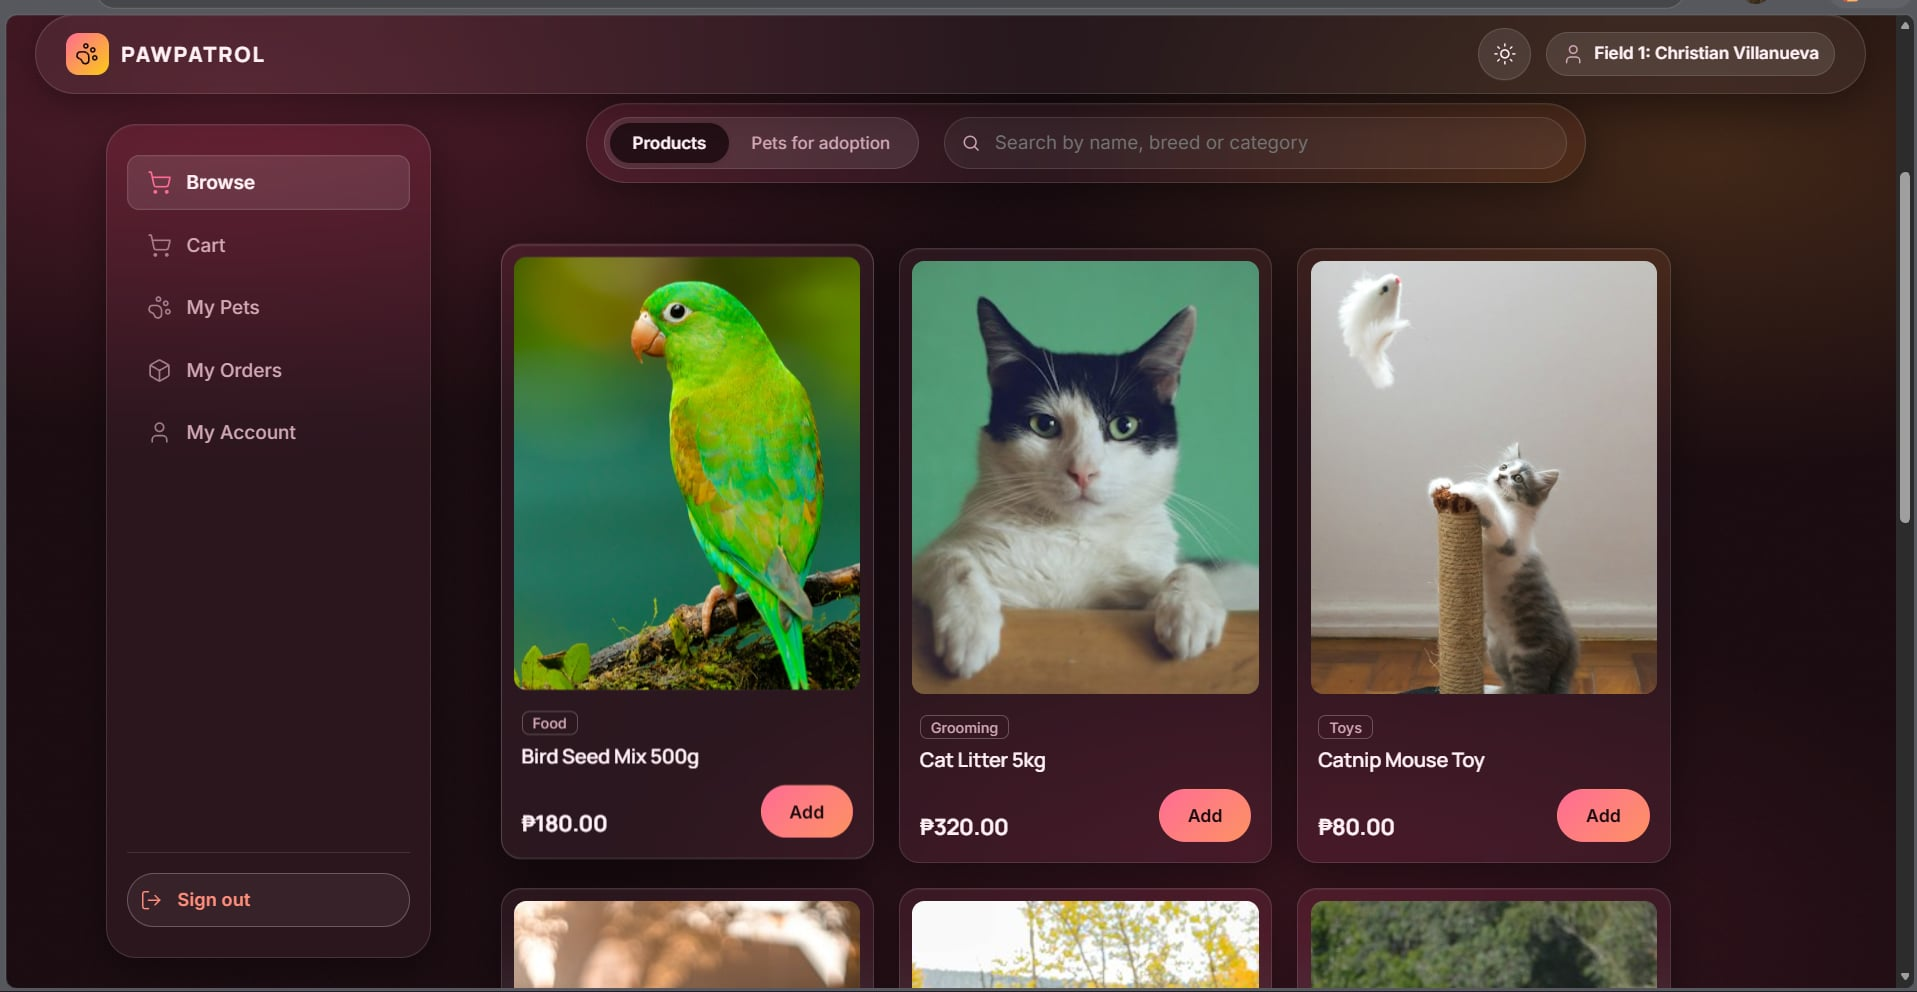 PAWPATROL
Field 1: Christian Villanueva
Products
Pets for adoption
Search by name, breed or category
Browse
Cart
My Pets
My Orders
My Account
Sign out
Food
Bird Seed Mix 500g
₱180.00
Add
Grooming
Cat Litter 5kg
₱320.00
Add
Toys
Catnip Mouse Toy
₱80.00
Add